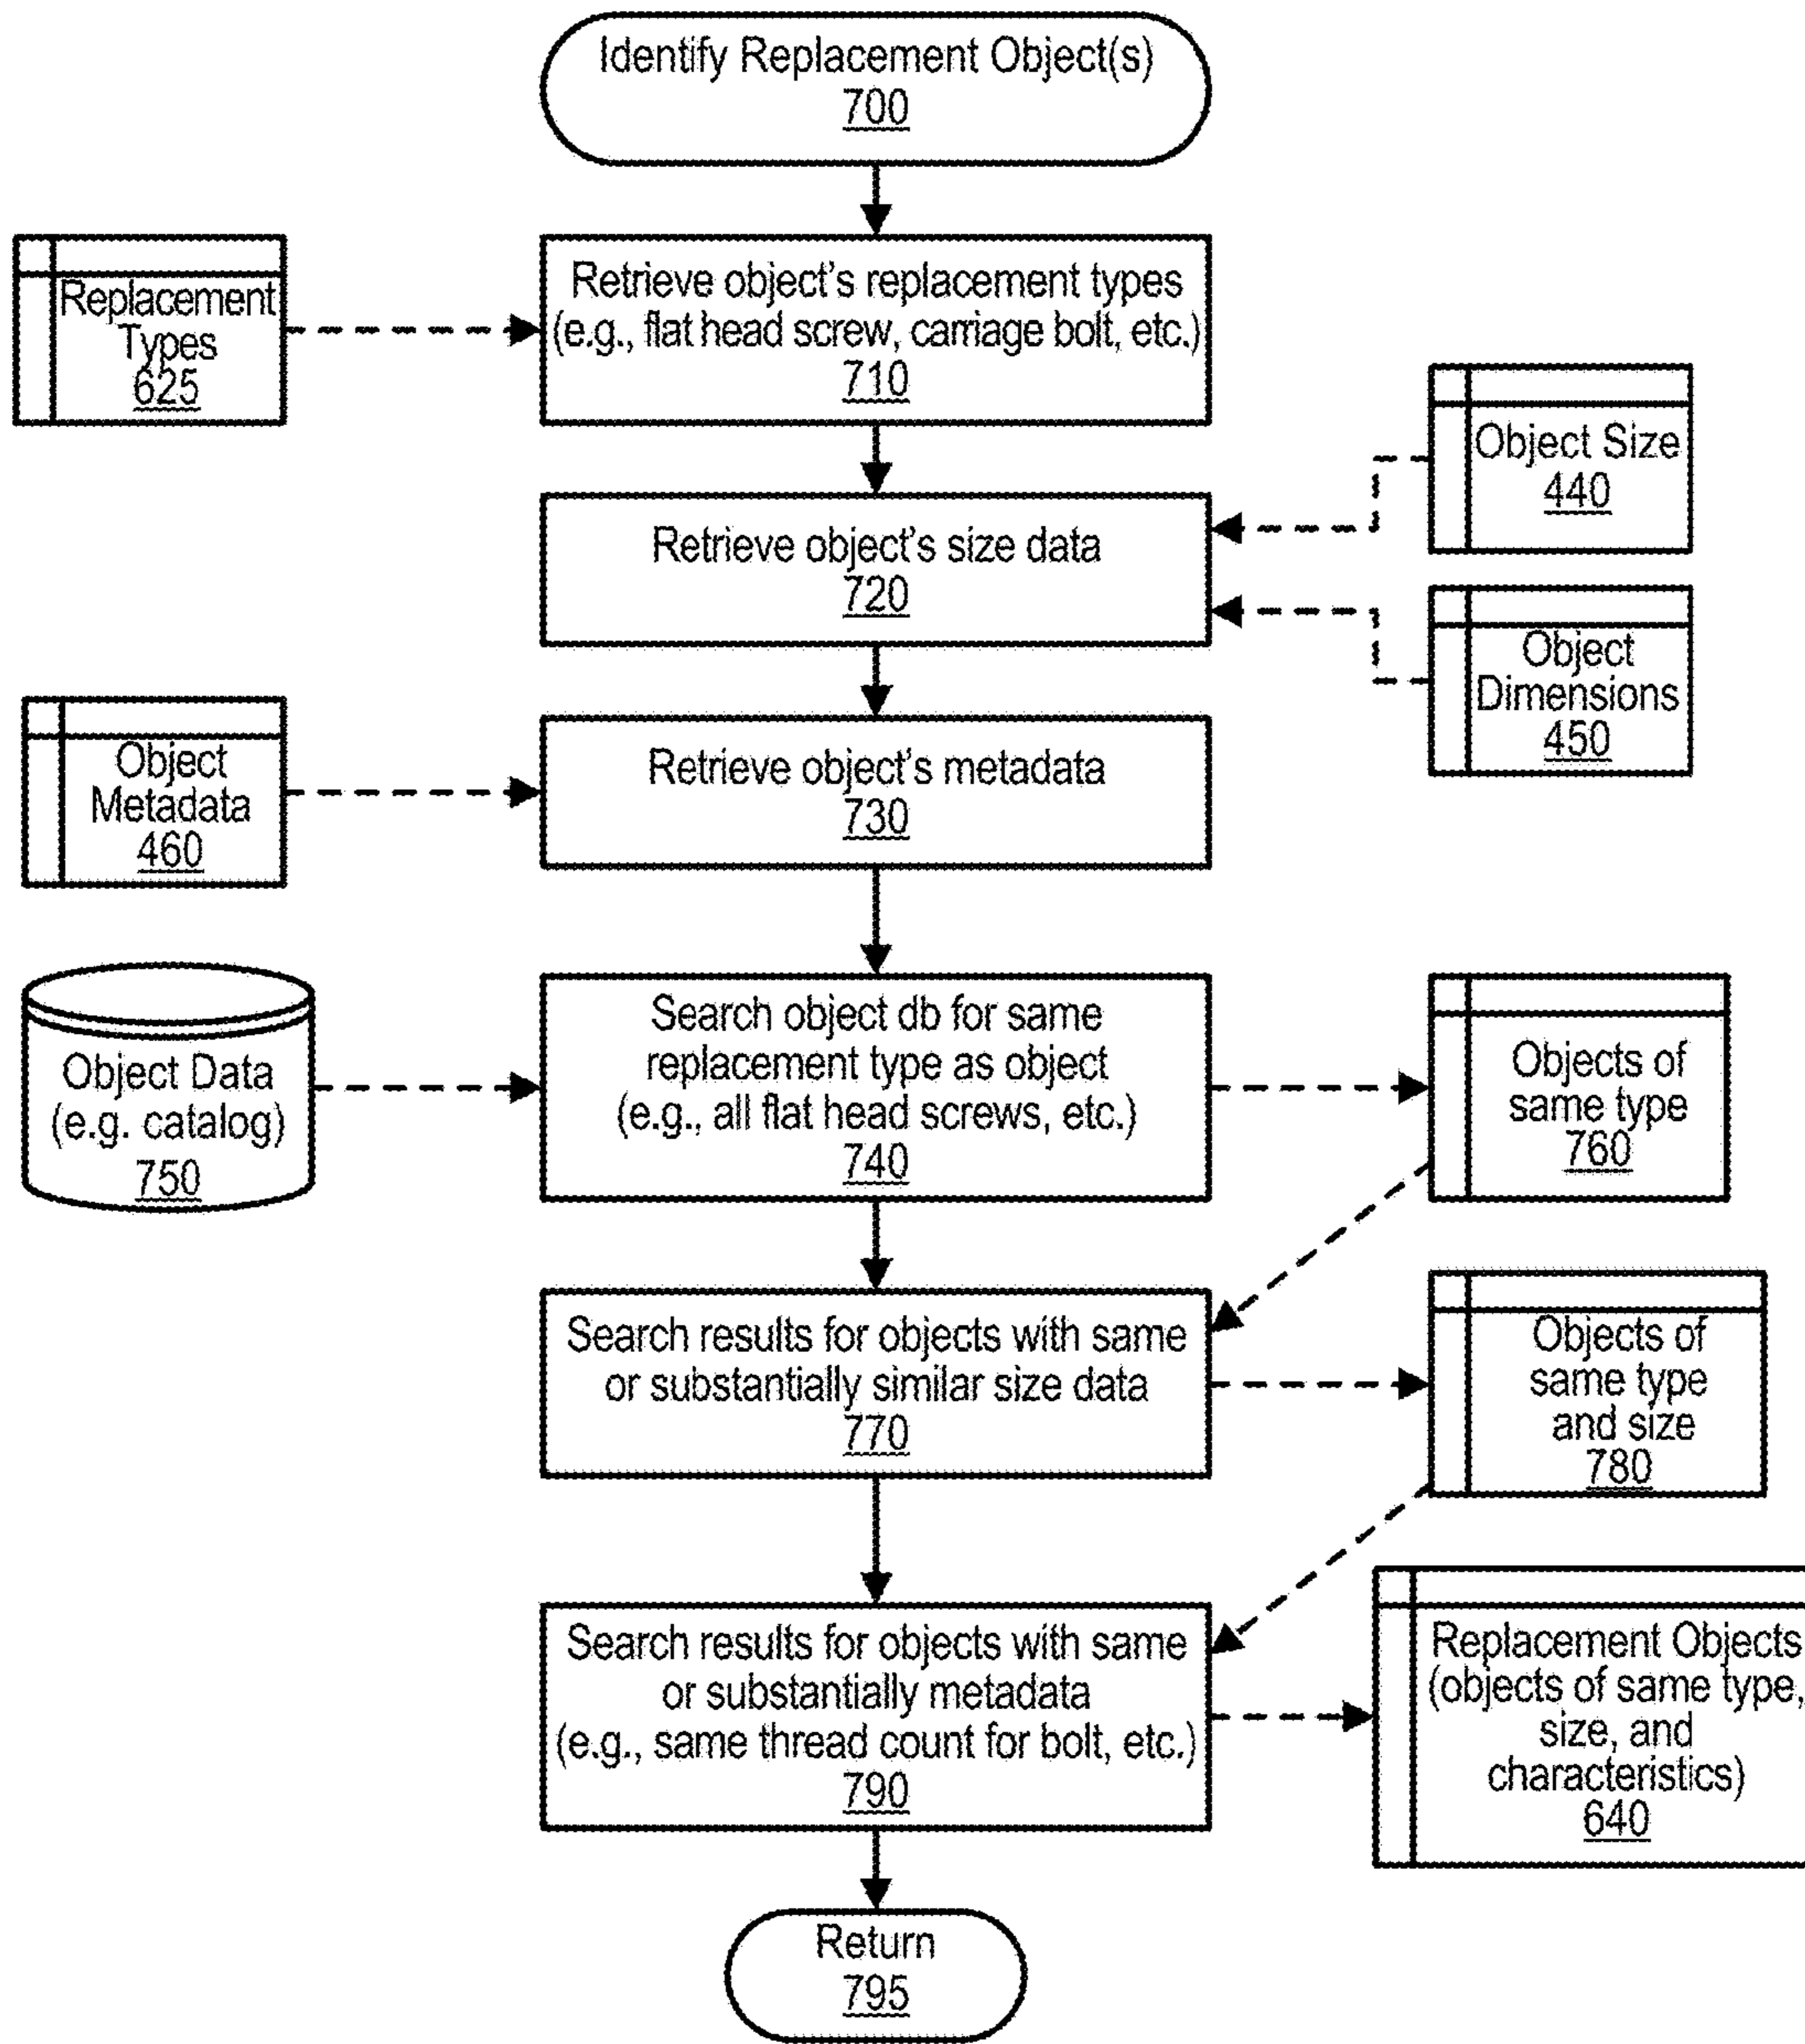 Identify Replacement Object(s)
700
Replacement
Types
625
Retrieve object's replacement types
(e.g., flat head screw, carriage bolt, etc.)
710
Object Size
440
Retrieve object's size data
720
Object
Dimensions
450
Object
Metadata
460
Retrieve object's metadata
730
Object Data
(e.g. catalog)
750
Search object db for same
replacement type as object
(e.g., all flat head screws, etc.)
740
Objects of
same type
760
Search results for objects with same
or substantially similar size data
770
Objects of
same type
and size
780
Search results for objects with same
or substantially metadata
(e.g., same thread count for bolt, etc.)
790
Replacement Objects
(objects of same type,
size, and
characteristics)
640
Return
795